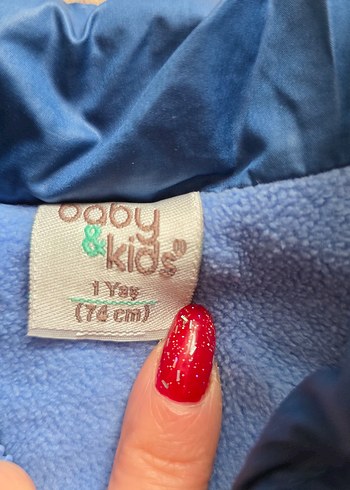 baby
&
kids
1 Yaş
(74 cm)